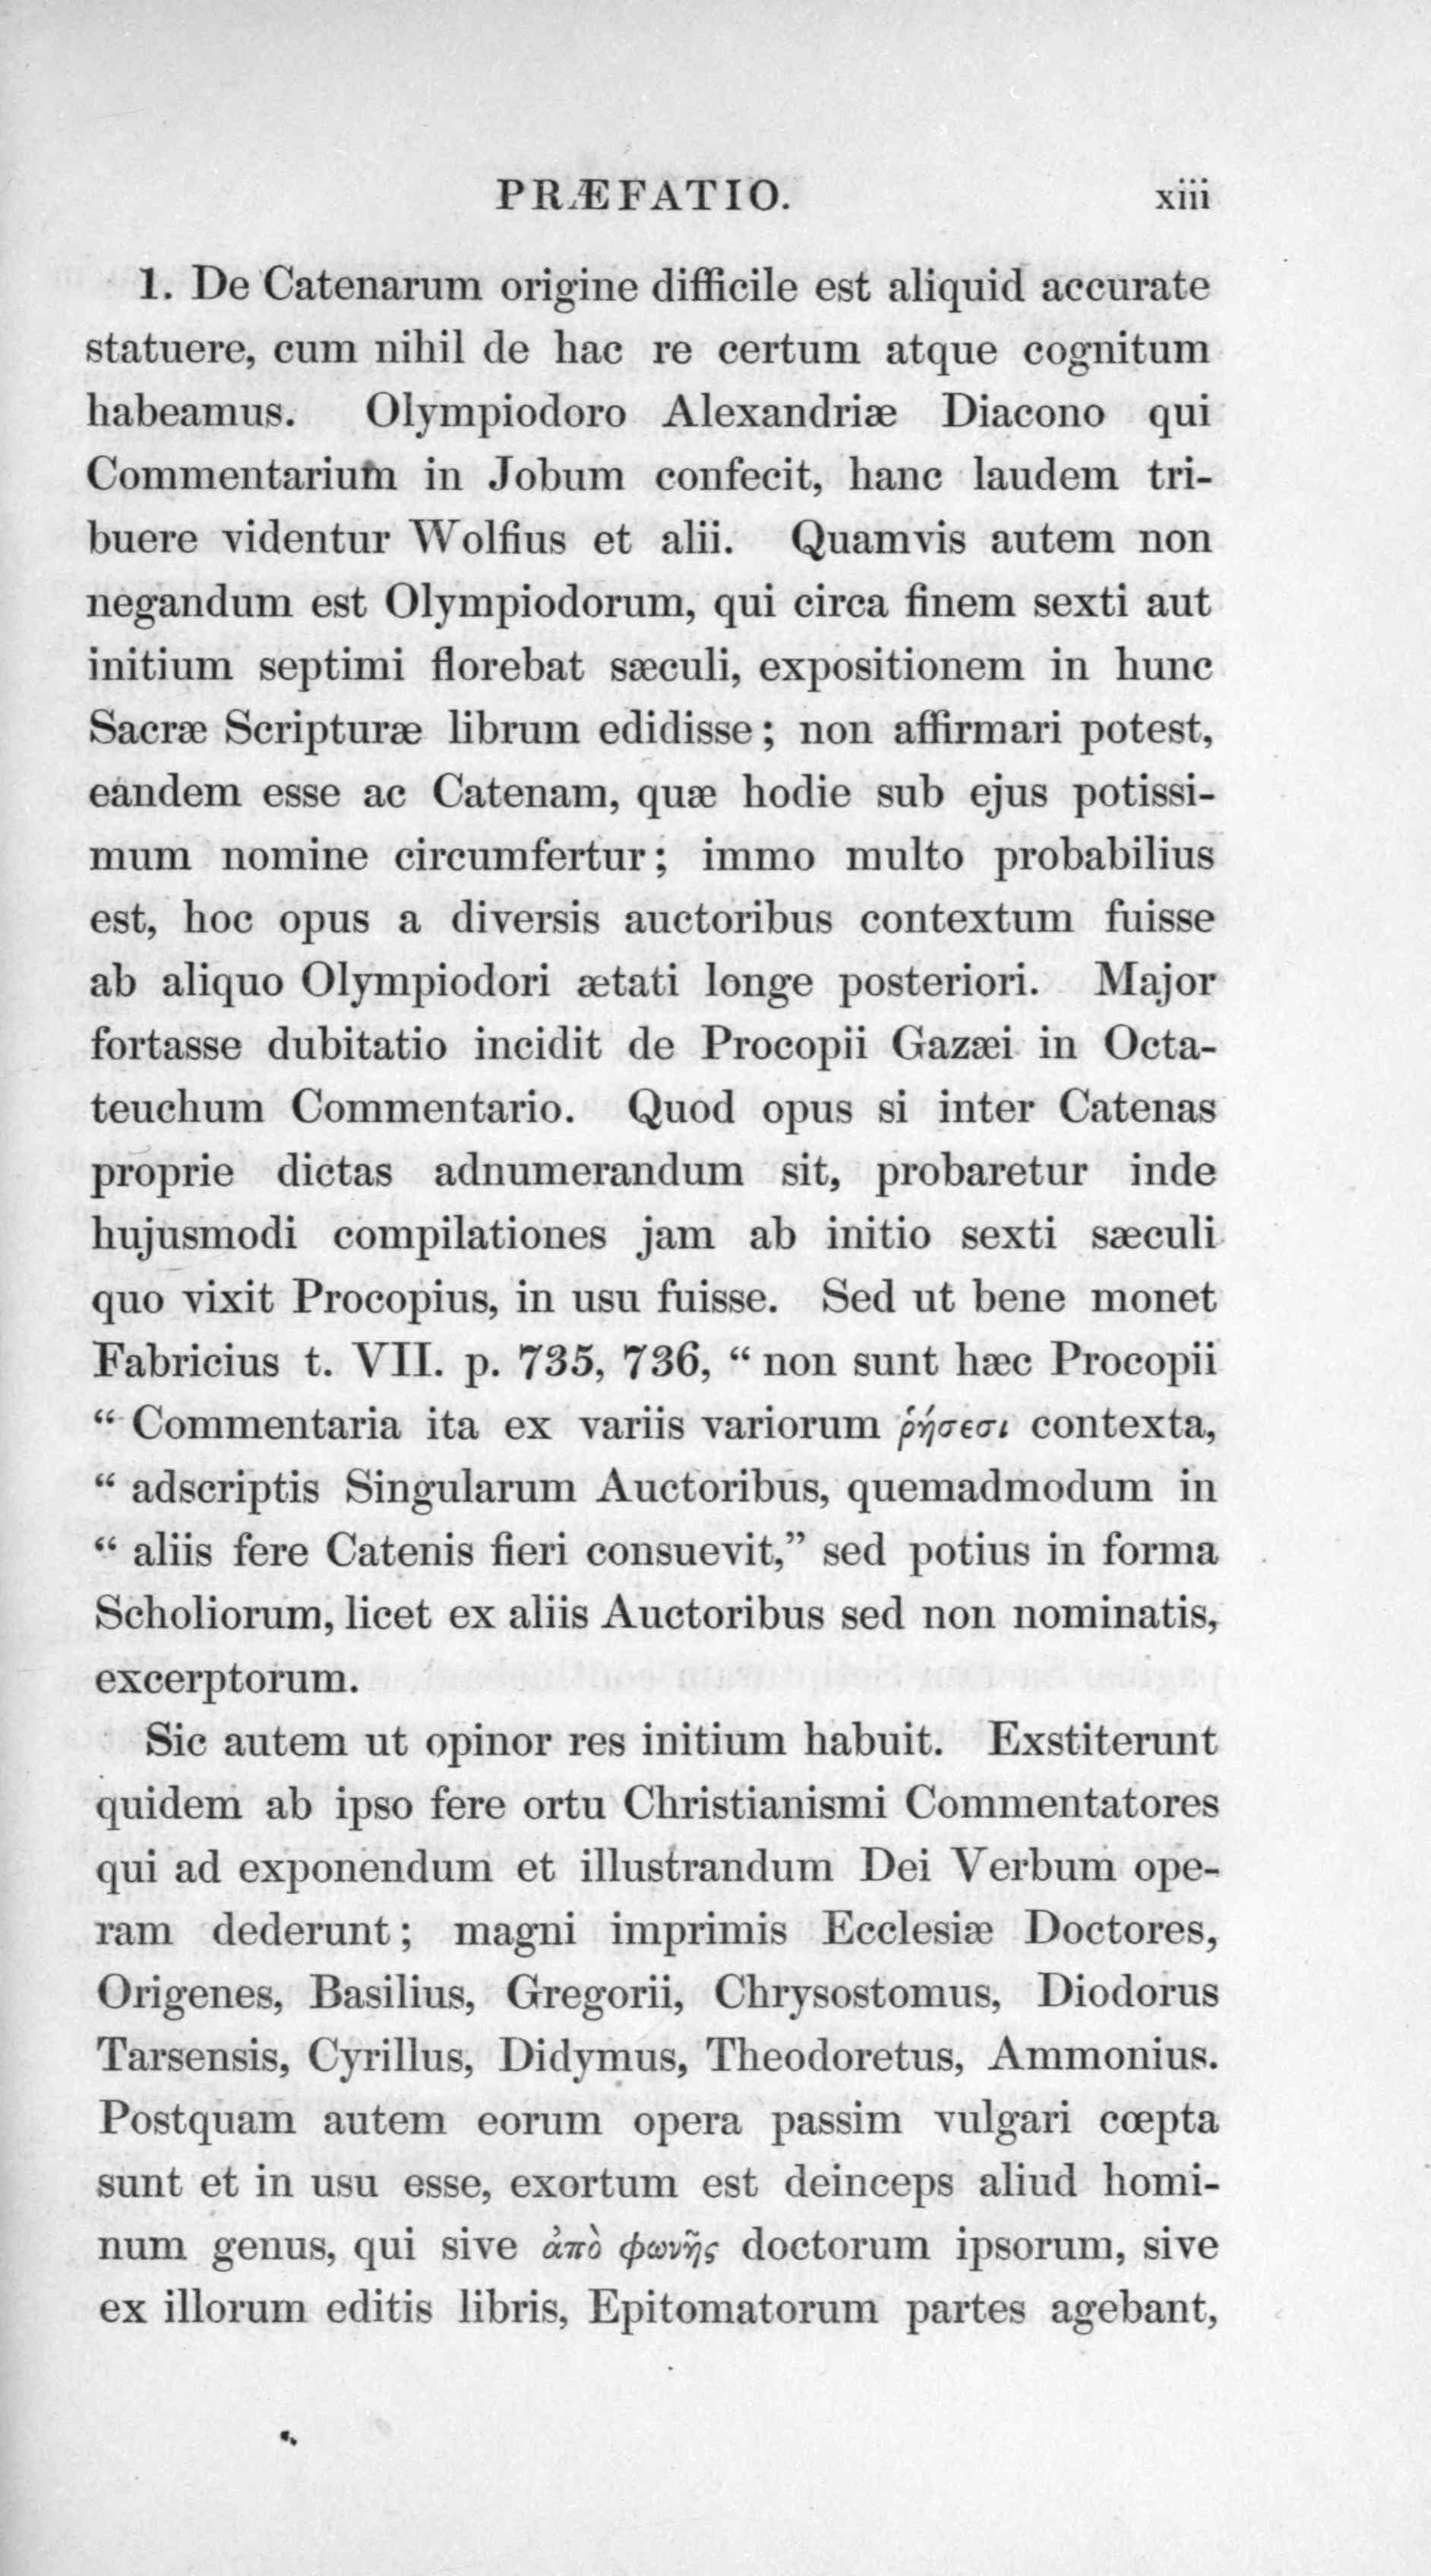 PRÆFATIO. xiii
1. De Catenarum origine difficile est aliquid accurate
statuere, cum nihil de hac re certum atque cognitum
habeamus. Olympiodoro Alexandriæ Diacono qui
Commentarium in Jobum confecit, hanc laudem tri-
buere videntur Wolfius et alii. Quamvis autem non
negandum est Olympiodorum, qui circa finem sexti aut
initium septimi florebat sæculi, expositionem in hunc
Sacræ Scripturæ librum edidisse; non affirmari potest,
eandem esse ac Catenam, quæ hodie sub ejus potissi-
mum nomine circumfertur; immo multo probabilius
est, hoc opus a diversis auctoribus contextum fuisse
ab aliquo Olympiodori ætati longe posteriori. Major
fortasse dubitatio incidit de Procopii Gazæi in Octa-
teuchum Commentario. Quod opus si inter Catenas
proprie dictas adnumerandum sit, probaretur inde
hujusmodi compilationes jam ab initio sexti sæculi
quo vixit Procopius, in usu fuisse. Sed ut bene monet
Fabricius t. VII. p. 735, 736, “ non sunt hæc Procopii
“ Commentaria ita ex variis variorum ῥήσεσι contexta,
“ adscriptis Singularum Auctoribus, quemadmodum in
“ aliis fere Catenis fieri consuevit,” sed potius in forma
Scholiorum, licet ex aliis Auctoribus sed non nominatis,
excerptorum.
Sic autem ut opinor res initium habuit. Exstiterunt
quidem ab ipso fere ortu Christianismi Commentatores
qui ad exponendum et illustrandum Dei Verbum ope-
ram dederunt; magni imprimis Ecclesiæ Doctores,
Origenes, Basilius, Gregorii, Chrysostomus, Diodorus
Tarsensis, Cyrillus, Didymus, Theodoretus, Ammonius.
Postquam autem eorum opera passim vulgari cœpta
sunt et in usu esse, exortum est deinceps aliud homi-
num genus, qui sive ἀπὸ φωνῆς doctorum ipsorum, sive
ex illorum editis libris, Epitomatorum partes agebant,